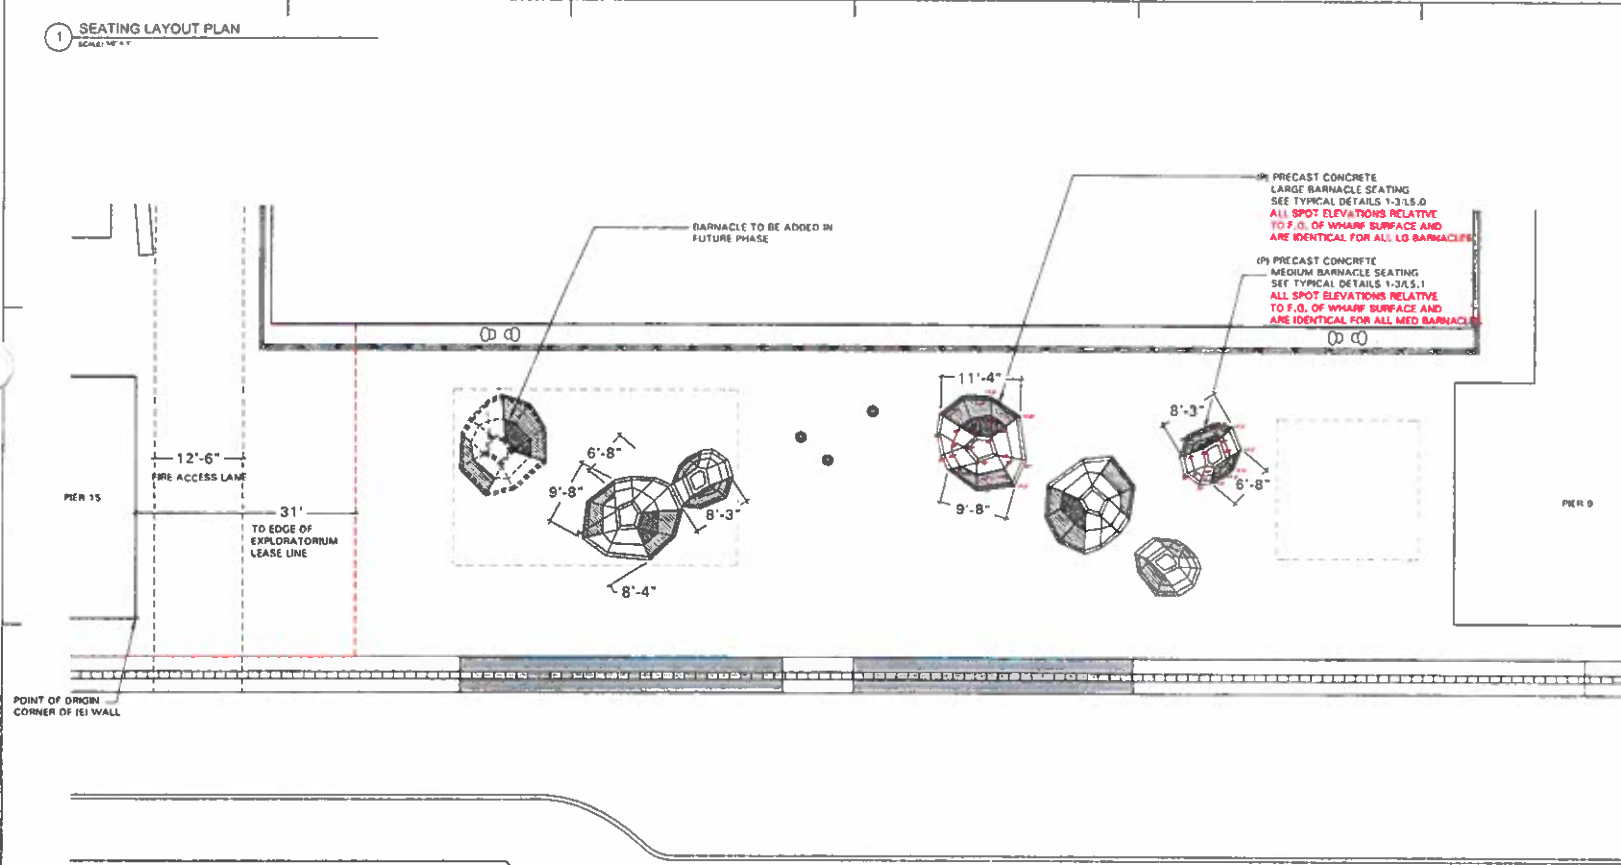 1
SEATING LAYOUT PLAN
PRECAST CONCRETE
LARGE BARNACLE SEATING
SEE TYPICAL DETAILS 1-3/L5.0
ALL SPOT ELEVATIONS RELATIVE
TO F.G. OF WHARF SURFACE AND
ARE IDENTICAL FOR ALL LG BARNACLES
BARNACLE TO BE ADDED IN
FUTURE PHASE
(P) PRECAST CONCRETE
MEDIUM BARNACLE SEATING
SEE TYPICAL DETAILS 1-3/L5.1
ALL SPOT ELEVATIONS RELATIVE
TO F.G. OF WHARF SURFACE AND
ARE IDENTICAL FOR ALL MED BARNACLES
11'-4"
8'-3"
6'-8"
12'-6"
FIRE ACCESS LANE
9'-8"
8'-3"
6'-8"
9'-8"
PIER 15
31'
TO EDGE OF
EXPLORATORIUM
LEASE LINE
PIER 9
8'-4"
POINT OF ORIGIN
CORNER OF (E) WALL